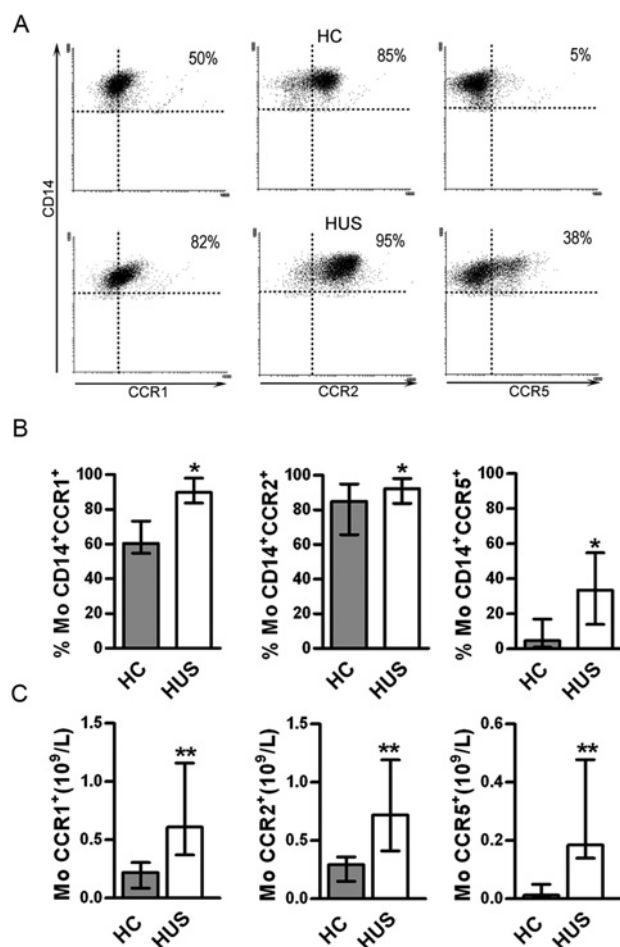 A
HC
50%
85%
5%
CD14
HUS
82%
95%
38%
CCR1
CCR2
CCR5
B
% Mo CD14⁺CCR1⁺
100
80
60
40
20
0
*
HC
HUS
% Mo CD14⁺CCR2⁺
100
80
60
40
20
0
*
HC
HUS
% Mo CD14⁺CCR5⁺
100
80
60
40
20
0
*
HC
HUS
C
Mo CCR1⁺(10⁹/L)
1.5
1.0
0.5
0.0
**
HC
HUS
Mo CCR2⁺(10⁹/L)
1.5
1.0
0.5
0.0
**
HC
HUS
Mo CCR5⁺(10⁹/L)
0.6
0.4
0.2
0.0
**
HC
HUS